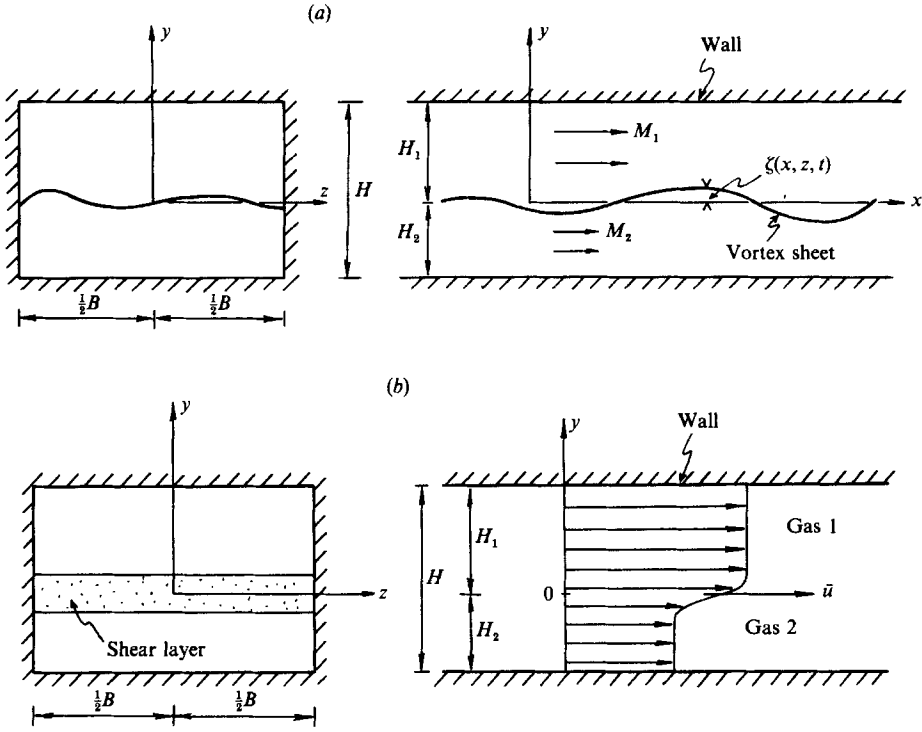 (a)
y
z
H
½B
½B
y
Wall
M₁
H₁
ζ(x, z, t)
x
H₂
M₂
Vortex sheet
(b)
y
z
H
Shear layer
½B
½B
y
Wall
H₁
Gas 1
H
0
ū
H₂
Gas 2